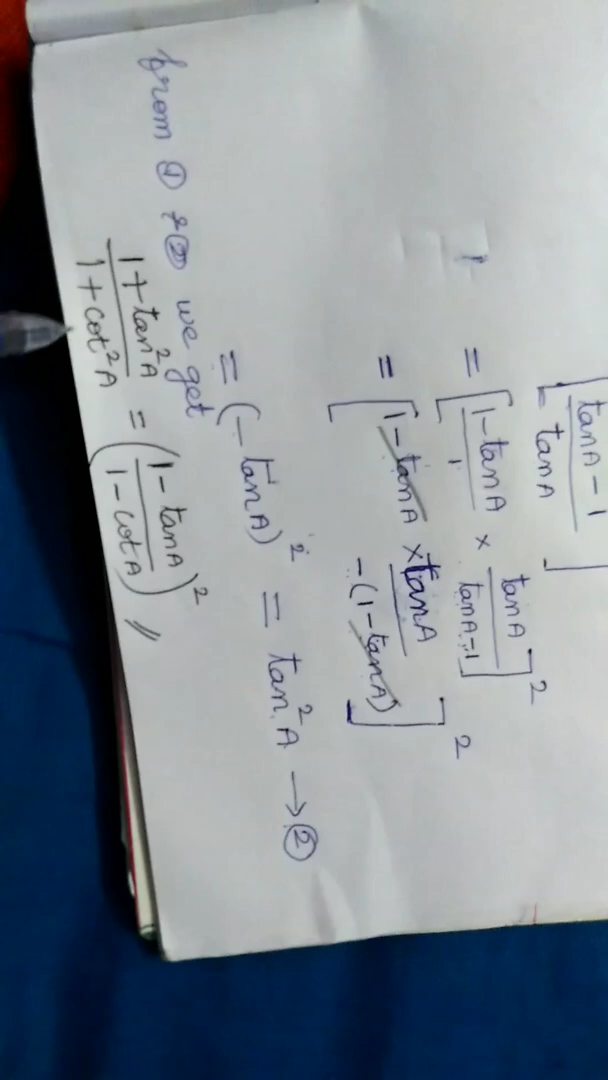 [ (tanA - 1)/tanA ]
= [ (1 - tanA)/1 × tanA/(tanA - 1) ]²
= [ 1 - tanA × tanA/-(1 - tanA) ]²
= (- tanA)² = tan²A → ②
from ① & ② we get
(1 + tan²A)/(1 + cot²A) = ((1 - tanA)/(1 - cotA))² //